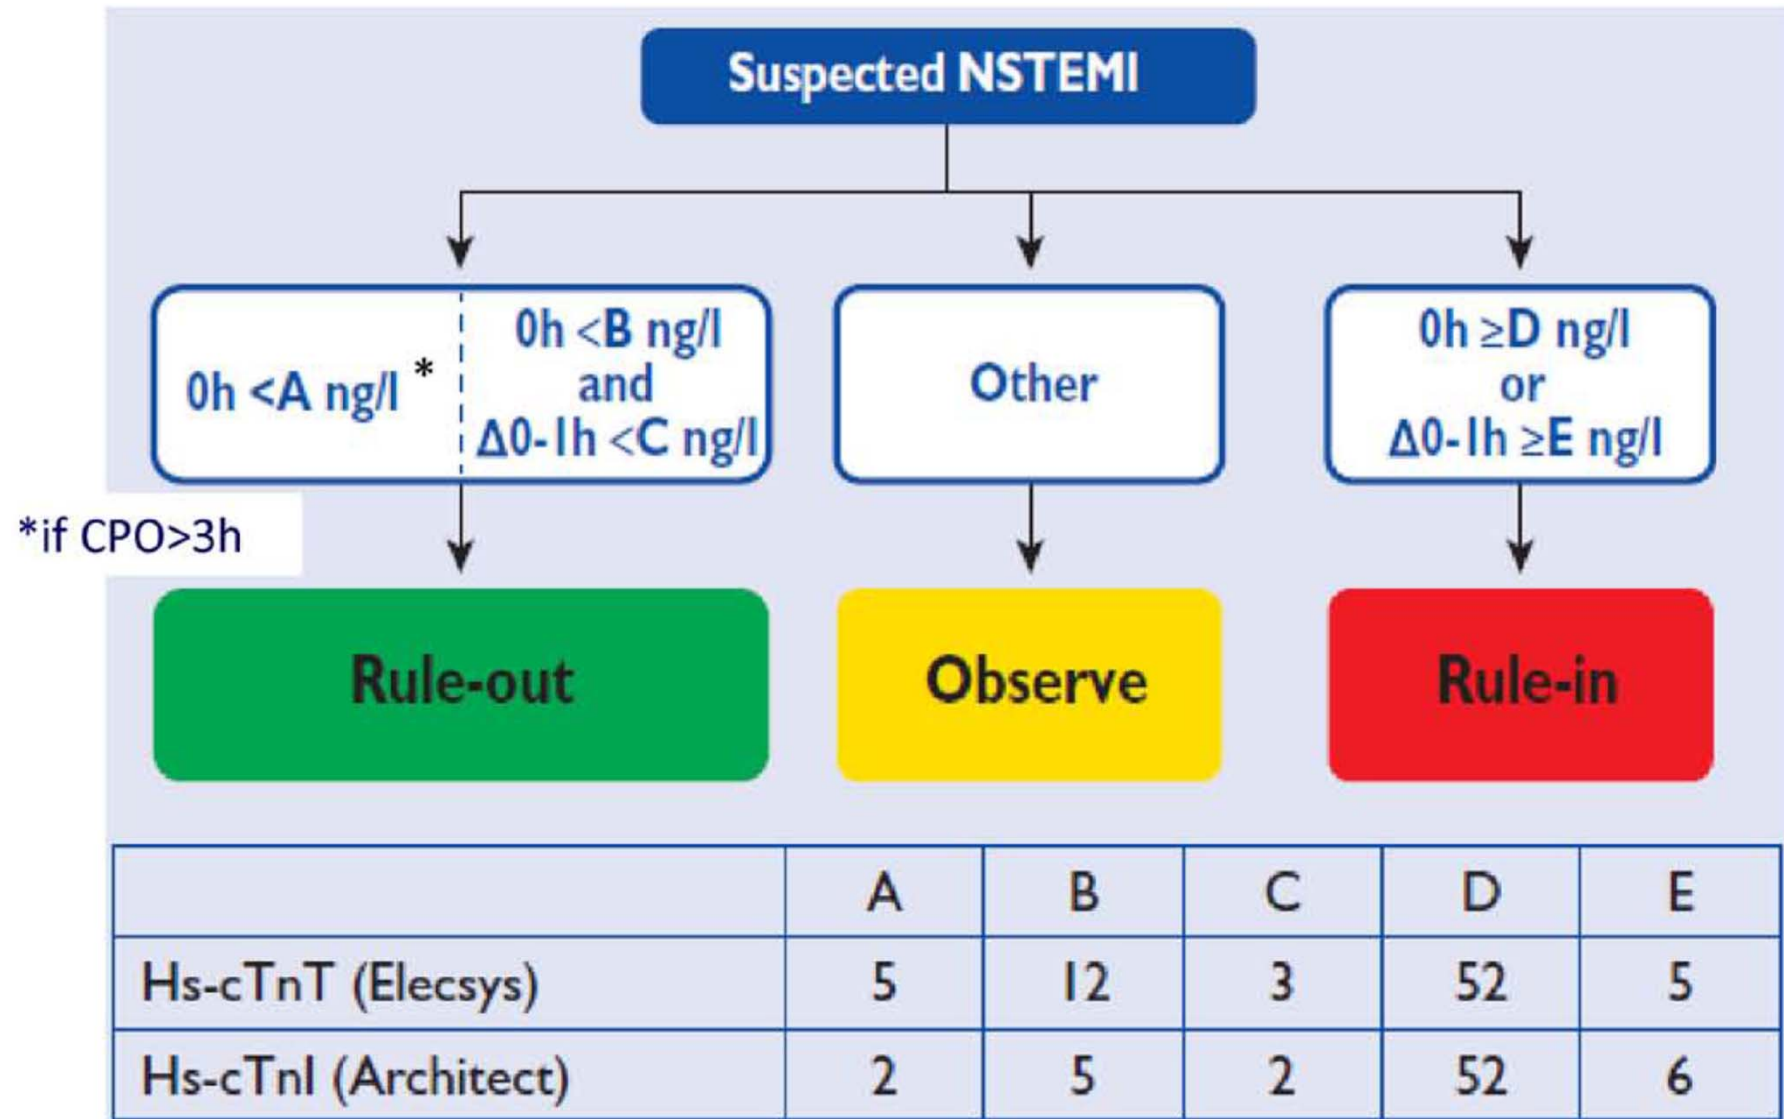 Suspected NSTEMI
0h <A ng/l *
0h <B ng/l
and
Δ0-1h <C ng/l
Other
0h ≥D ng/l
or
Δ0-1h ≥E ng/l
*if CPO>3h
Rule-out
Observe
Rule-in
A B C D E
Hs-cTnT (Elecsys) 5 12 3 52 5
Hs-cTnI (Architect) 2 5 2 52 6